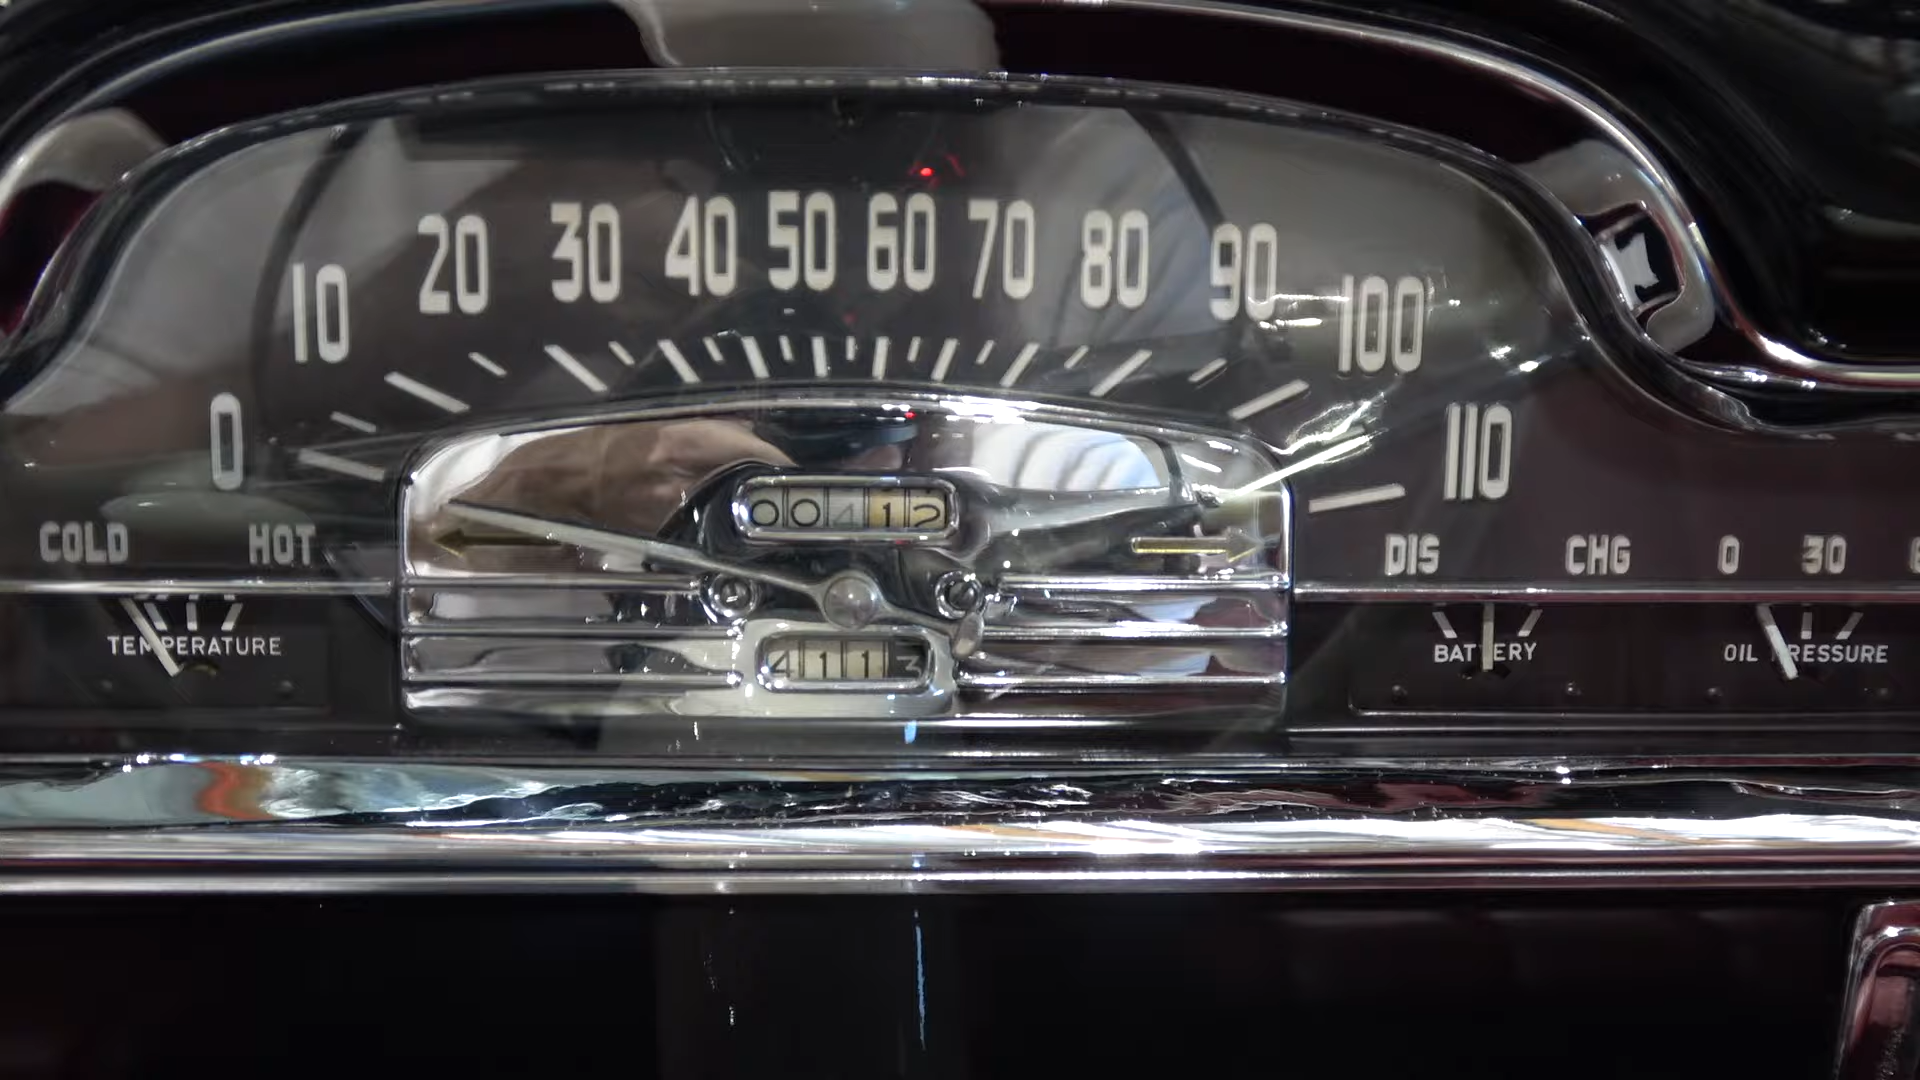 0 10 20 30 40 50 60 70 80 90 100 110
00412
COLD HOT
DIS CHG
0 30
4113
TEMPERATURE
BATTERY
OIL PRESSURE